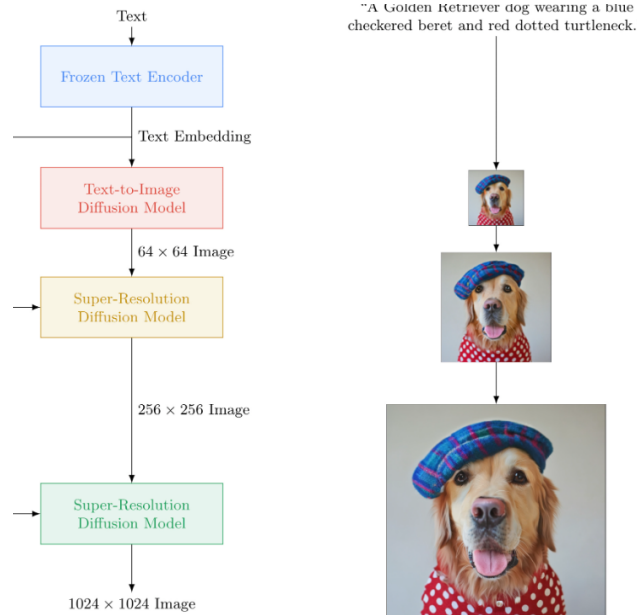 Text
Frozen Text Encoder
Text Embedding
Text-to-Image
Diffusion Model
64 × 64 Image
Super-Resolution
Diffusion Model
256 × 256 Image
Super-Resolution
Diffusion Model
1024 × 1024 Image
“A Golden Retriever dog wearing a blue
checkered beret and red dotted turtleneck.